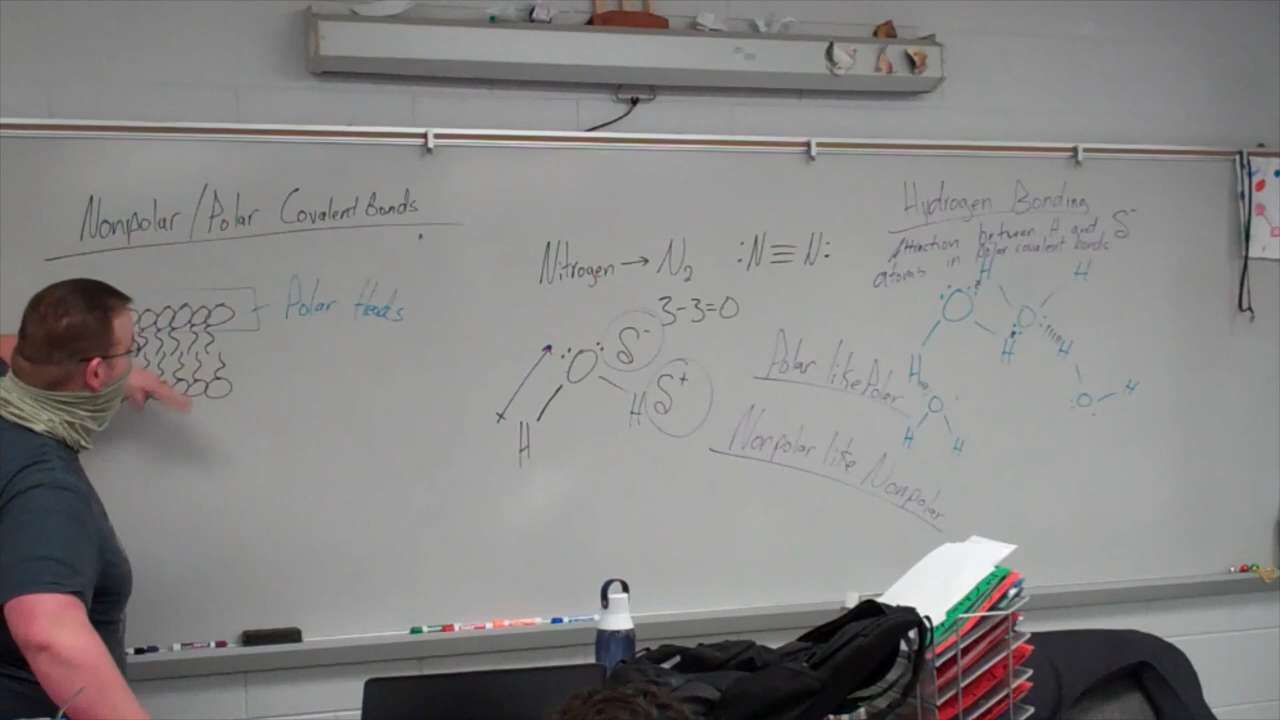 Nonpolar/Polar Covalent Bonds
Polar Heads
Nitrogen → N₂ :N≡N:
3-3=0
O δ⁻
H δ⁺
H
Polar like Polar
Nonpolar like Nonpolar
Hydrogen Bonding
Attraction between H and δ⁻
atoms in polar covalent bonds
H H
O O
H H
H O H
O
H H